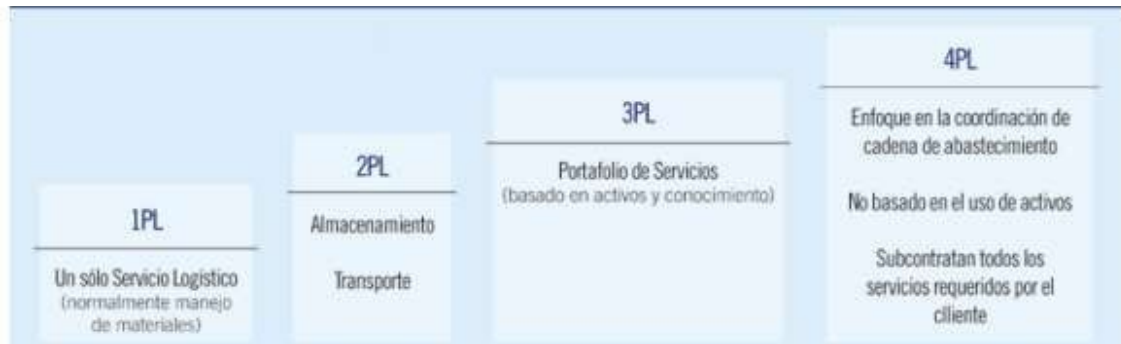 1PL
Un sólo Servicio Logístico
(normalmente manejo
de materiales)
2PL
Almacenamiento
Transporte
3PL
Portafolio de Servicios
(basado en activos y conocimiento)
4PL
Enfoque en la coordinación de
cadena de abastecimiento
No basado en el uso de activos
Subcontratan todos los
servicios requeridos por el
clliente